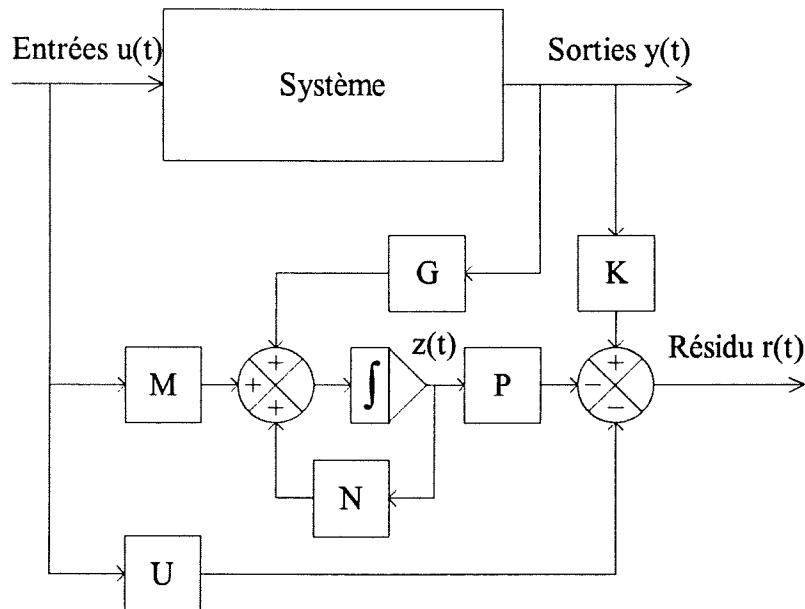 Entrées u(t)
Système
Sorties y(t)
G
K
z(t)
Résidu r(t)
+
+
+
M
∫
P
+
−
−
N
U